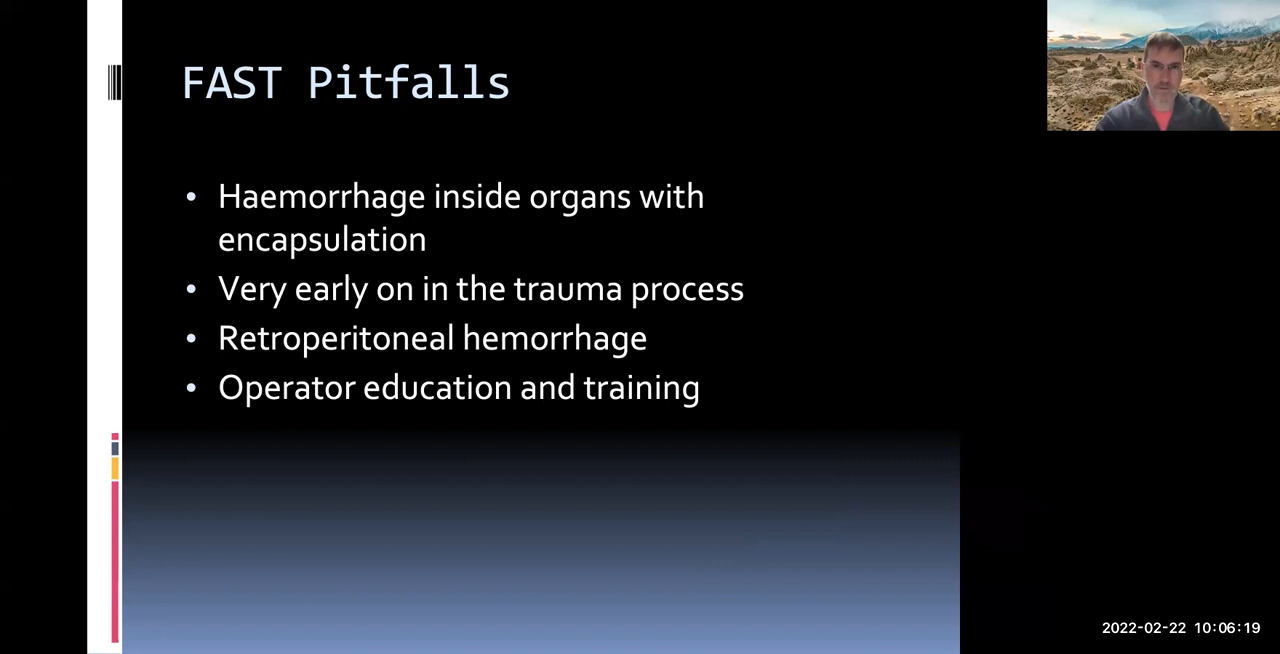 FAST Pitfalls
• Haemorrhage inside organs with
encapsulation
• Very early on in the trauma process
• Retroperitoneal hemorrhage
• Operator education and training
2022-02-22 10:06:19